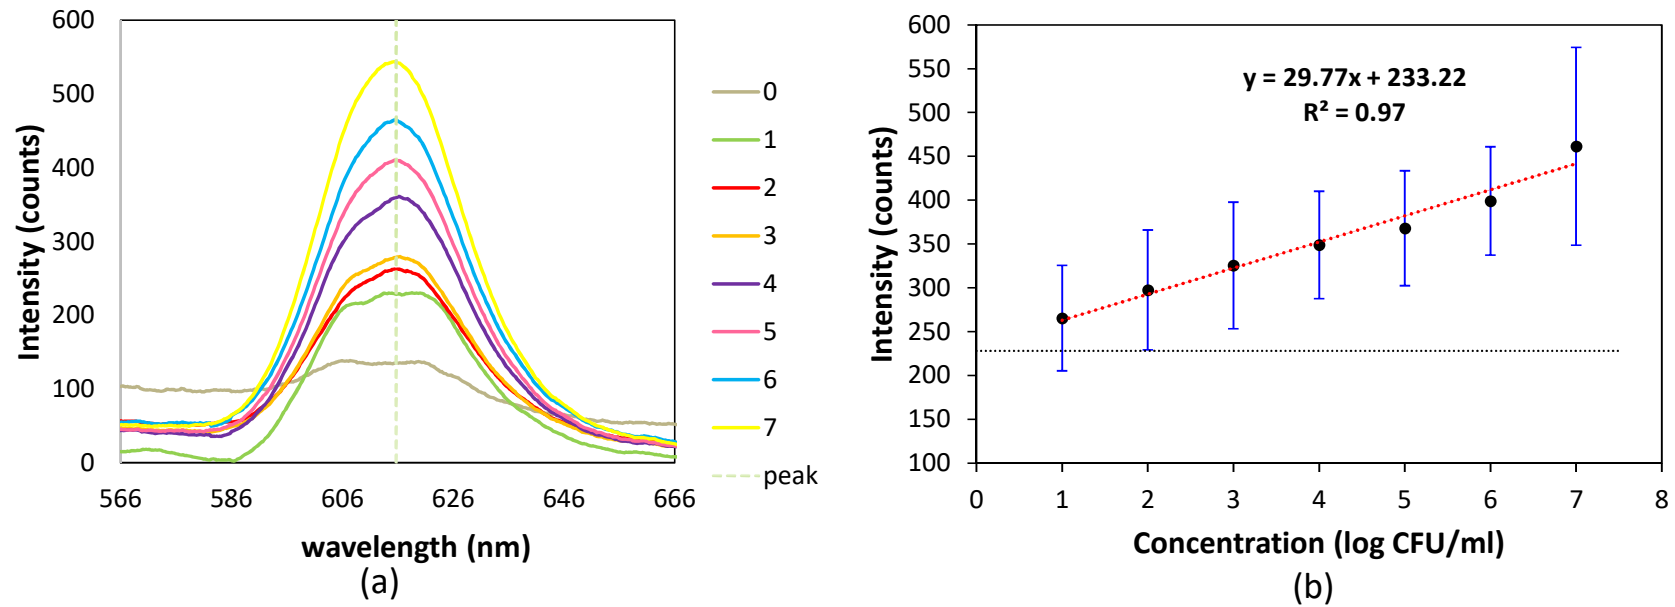 600
500
400
300
200
100
0
Intensity (counts)
566 586 606 626 646 666
wavelength (nm)
(a)
0
1
2
3
4
5
6
7
peak
600
550
500
450
400
350
300
250
200
150
100
Intensity (counts)
y = 29.77x + 233.22
R² = 0.97
0 1 2 3 4 5 6 7 8
Concentration (log CFU/ml)
(b)